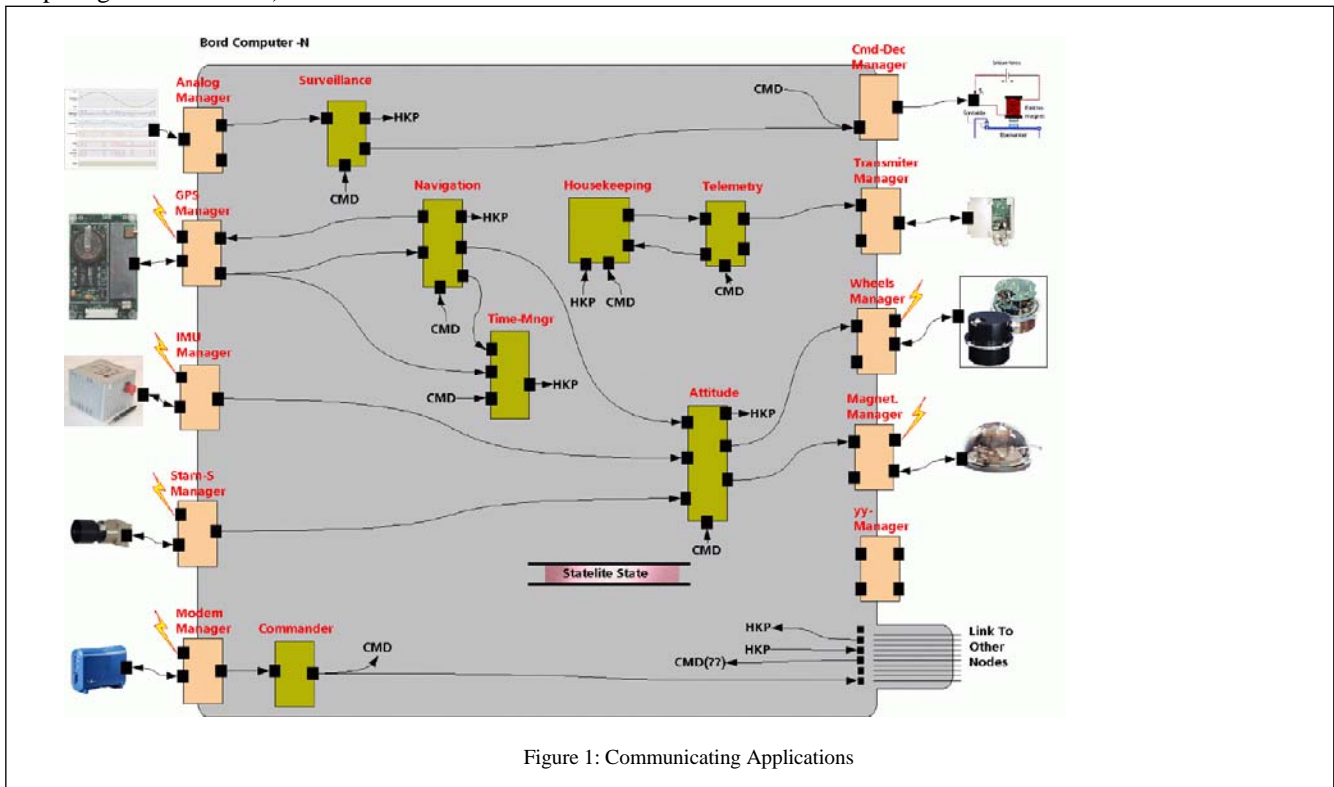 Bord Computer -N
Analog
Manager
Surveillance
HKP
CMD
CMD
Cmd-Dec
Manager
GPS
Manager
Navigation
HKP
CMD
Housekeeping
HKP
CMD
Telemetry
CMD
Transmiter
Manager
Time-Mngr
CMD
HKP
Wheels
Manager
IMU
Manager
Attitude
HKP
CMD
Magnet.
Manager
Starn-S
Manager
yy-
Manager
Statelite State
Modem
Manager
Commander
CMD
HKP
HKP
CMD(??)
Link To
Other
Nodes
Figure 1: Communicating Applications